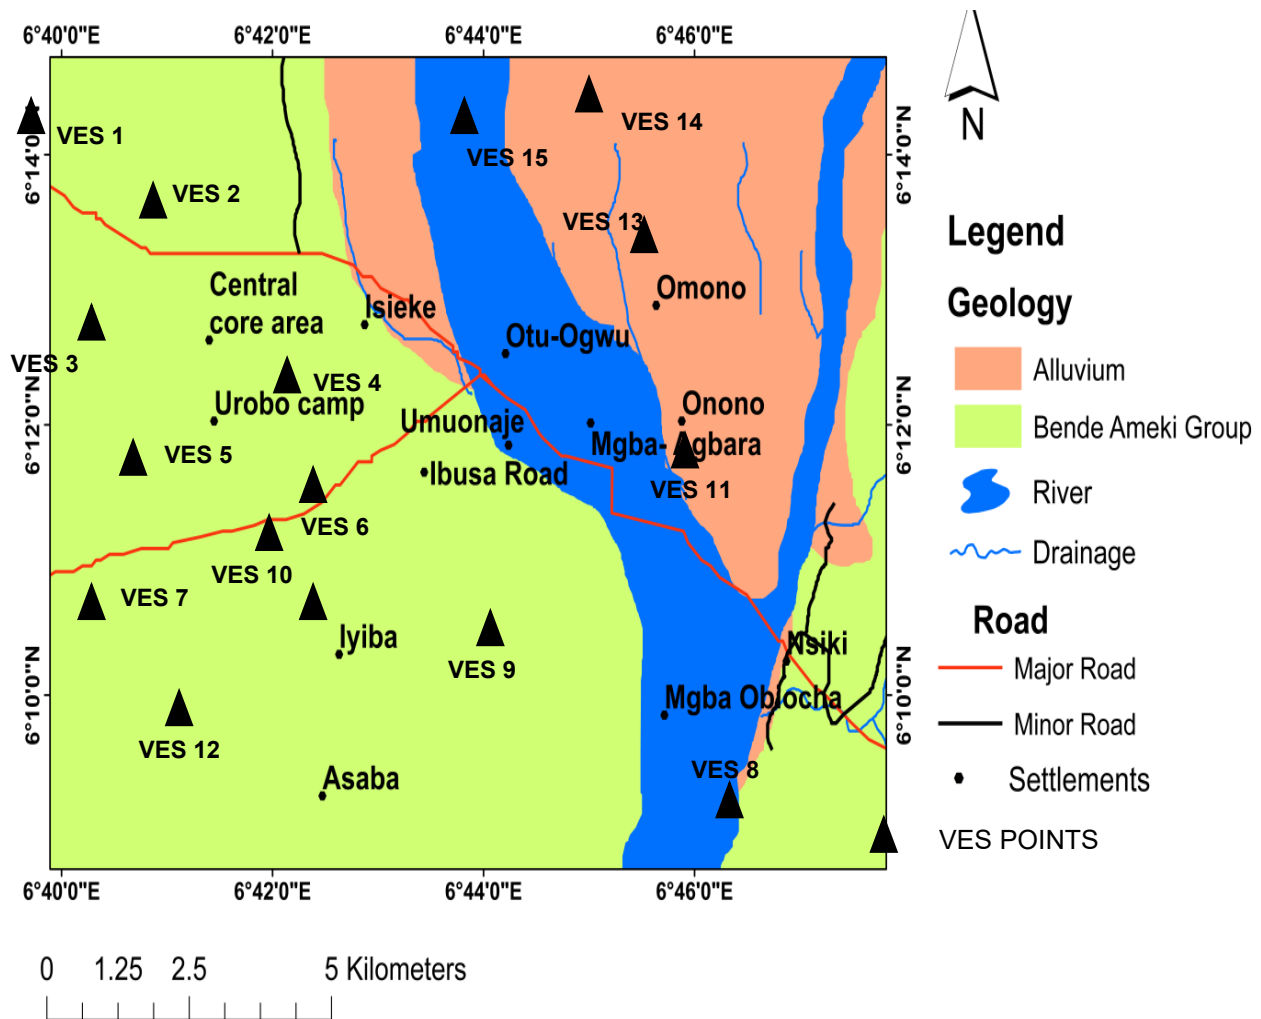 6°40'0"E 6°42'0"E 6°44'0"E 6°46'0"E
N
VES 1
VES 14
VES 15
6°14'0"N
6°14'0"N
VES 2
VES 13
Legend
Central
core area
Isieke
Omono
Geology
VES 3
Otu-Ogwu
Alluvium
VES 4
Urobo camp
Umuonaje
Onono
Bende Ameki Group
6°12'0"N
6°12'0"N
Mgba-Agbara
VES 5
Ibusa Road
VES 11
River
VES 6
Drainage
VES 10
VES 7
Road
Iyiba
Nsiki
VES 9
Major Road
6°10'0"N
6°10'0"N
Mgba Obiocha
Minor Road
VES 12
VES 8
Asaba
Settlements
VES POINTS
6°40'0"E 6°42'0"E 6°44'0"E 6°46'0"E
0 1.25 2.5 5 Kilometers